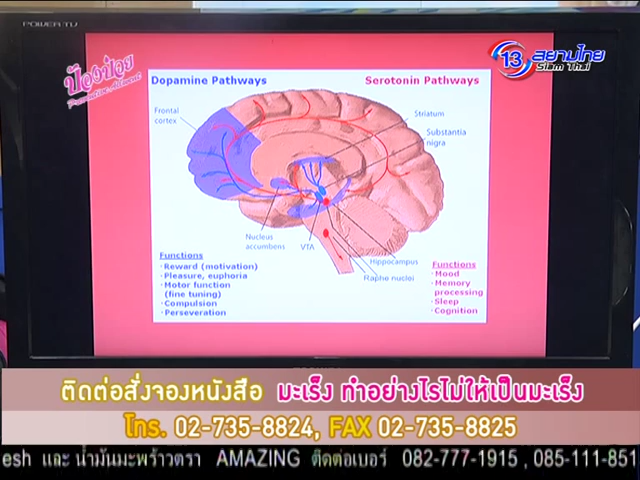 POWER TV
ป้องป่อย
13 สยามไทย
Siam Thai
Dopamine Pathways
Serotonin Pathways
Frontal
cortex
Striatum
Substantia
nigra
Nucleus
accumbens
VTA
Hippocampus
Raphe nuclei
Functions
·Reward (motivation)
·Pleasure, euphoria
·Motor function
(fine tuning)
·Compulsion
·Perseveration
Functions
·Mood
·Memory
processing
·Sleep
·Cognition
ติดต่อสั่งจองหนังสือ มะเร็ง ทำอย่างไรไม่ให้เป็นมะเร็ง
โทร. 02-735-8824, FAX 02-735-8825
esh และ น้ำมันมะพร้าวตรา AMAZING ติดต่อเบอร์ 082-777-1915 , 085-111-851